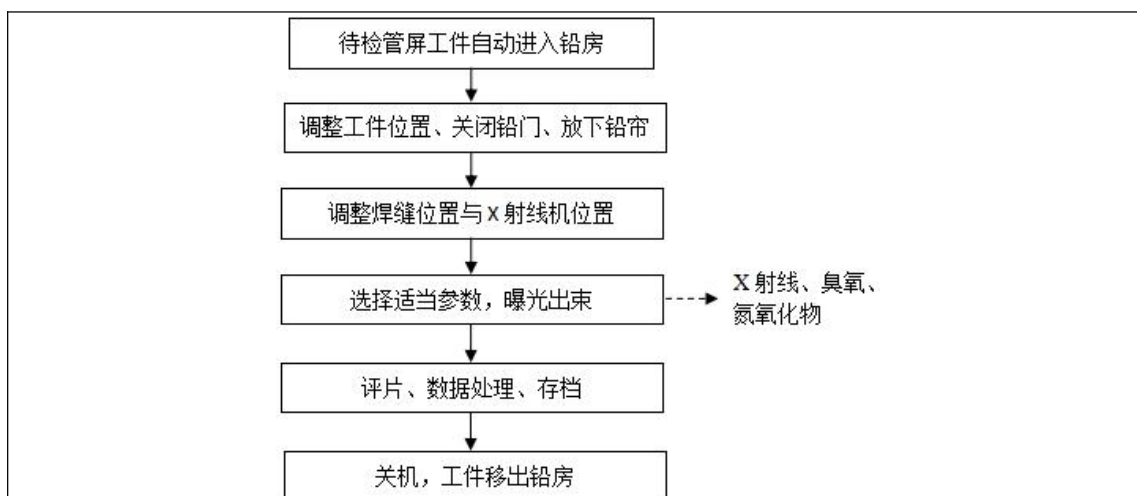 待检管屏工件自动进入铅房
调整工件位置、关闭铅门、放下铅帘
调整焊缝位置与 X 射线机位置
选择适当参数，曝光出束
X 射线、臭氧、
氮氧化物
评片、数据处理、存档
关机，工件移出铅房